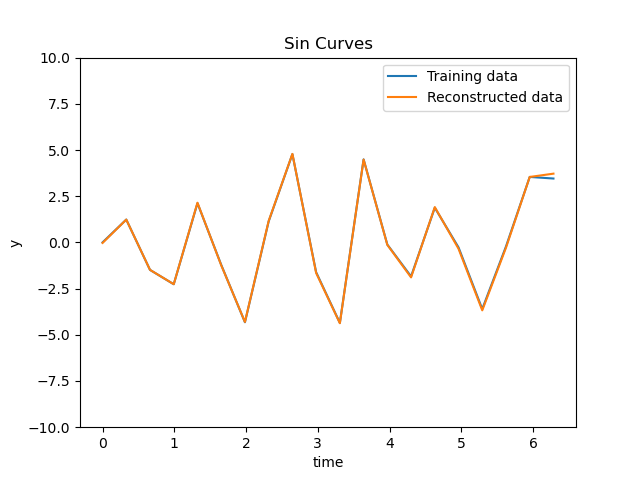 Sin Curves
Training data
Reconstructed data
10.0
7.5
5.0
2.5
0.0
−2.5
−5.0
−7.5
−10.0
y
0 1 2 3 4 5 6
time